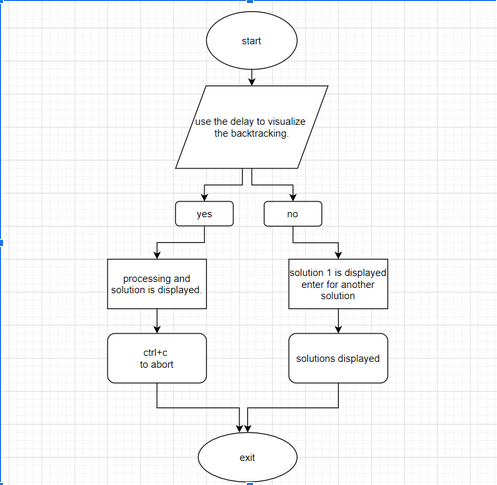 start
use the delay to visualize
the backtracking.
yes
no
processing and
solution is displayed.
solution 1 is displayed
enter for another
solution
ctrl+c
to abort
solutions displayed
exit